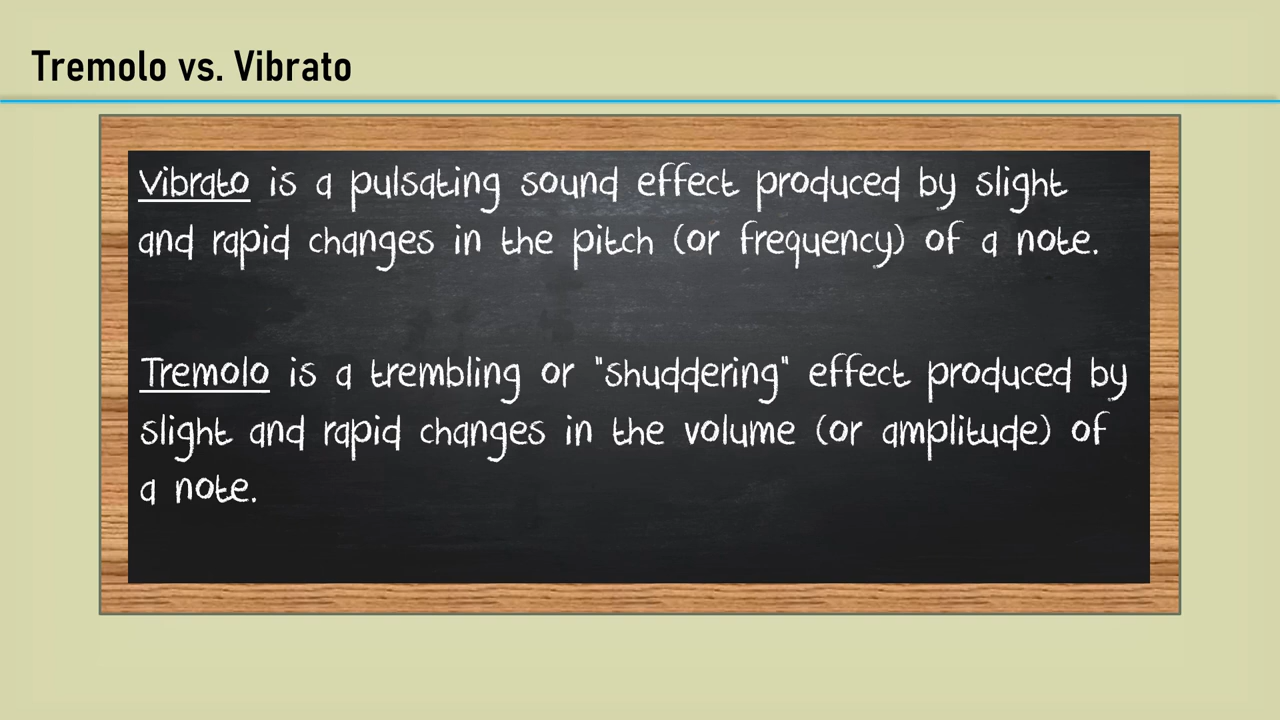 Tremolo vs. Vibrato
Vibrato is a pulsating sound effect produced by slight
and rapid changes in the pitch (or frequency) of a note.
Tremolo is a trembling or "shuddering" effect produced by
slight and rapid changes in the volume (or amplitude) of
a note.